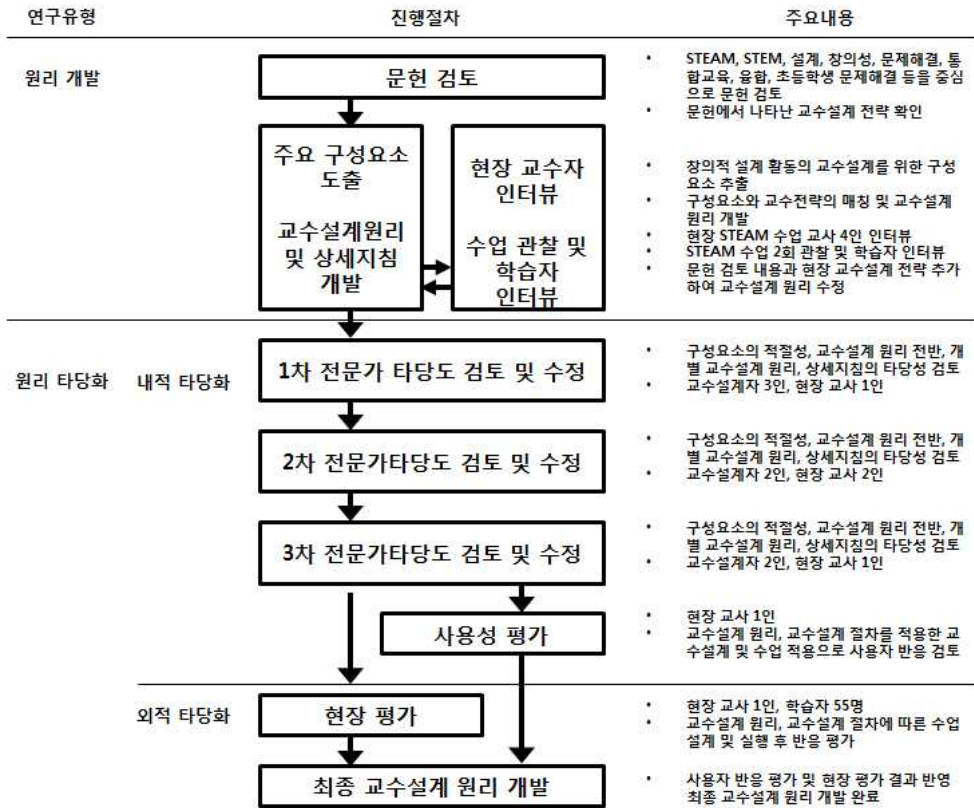 연구유형 진행절차 주요내용
원리 개발
문헌 검토
• STEAM, STEM, 설계, 창의성, 문제해결, 통
합교육, 융합, 초등학생 문제해결 등을 중심
으로 문헌 검토
• 문헌에서 나타난 교수설계 전략 확인
주요 구성요소
도출
교수설계원리
및 상세지침
개발
현장 교수자
인터뷰
수업 관찰 및
학습자
인터뷰
• 창의적 설계 활동의 교수설계를 위한 구성
요소 추출
• 구성요소와 교수전략의 매칭 및 교수설계
원리 개발
• 현장 STEAM 수업 교사 4인 인터뷰
• STEAM 수업 2회 관찰 및 학습자 인터뷰
• 문헌 검토 내용과 현장 교수설계 전략 추가
하여 교수설계 원리 수정
원리 타당화 내적 타당화
1차 전문가 타당도 검토 및 수정
• 구성요소의 적절성, 교수설계 원리 전반, 개
별 교수설계 원리, 상세지침의 타당성 검토
• 교수설계자 3인, 현장 교사 1인
2차 전문가타당도 검토 및 수정
• 구성요소의 적절성, 교수설계 원리 전반, 개
별 교수설계 원리, 상세지침의 타당성 검토
• 교수설계자 2인, 현장 교사 2인
3차 전문가타당도 검토 및 수정
• 구성요소의 적절성, 교수설계 원리 전반, 개
별 교수설계 원리, 상세지침의 타당성 검토
• 교수설계자 2인, 현장 교사 1인
사용성 평가
• 현장 교사 1인
• 교수설계 원리, 교수설계 절차를 적용한 교
수설계 및 수업 적용으로 사용자 반응 검토
외적 타당화
현장 평가
• 현장 교사 1인, 학습자 55명
• 교수설계 원리, 교수설계 절차에 따른 수업
설계 및 실행 후 반응 평가
최종 교수설계 원리 개발
• 사용자 반응 평가 및 현장 평가 결과 반영
최종 교수설계 원리 개발 완료